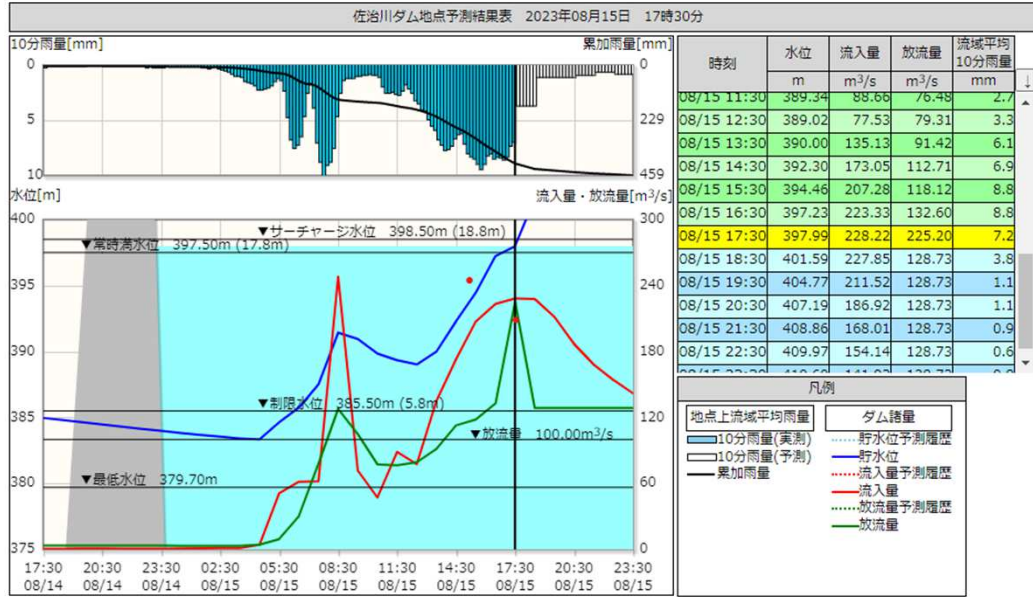 佐治川ダム地点予測結果表 2023年08月15日 17時30分
10分雨量[mm] 累加雨量[mm]
0 0
5 229
10 459
水位[m] 流入量・放流量[m³/s]
400 300
▼サーチャージ水位 398.50m (18.8m)
▼常時満水位 397.50m (17.8m)
395 240
390 180
▼制限水位 385.50m (5.8m)
385 120
▼放流量 100.00m³/s
▼最低水位 379.70m
380 60
375 0
17:30 20:30 23:30 02:30 05:30 08:30 11:30 14:30 17:30 20:30 23:30
08/14 08/14 08/14 08/15 08/15 08/15 08/15 08/15 08/15 08/15 08/15
時刻 水位 流入量 放流量 流域平均10分雨量
m m³/s m³/s mm ↓
08/15 11:30 389.34 88.66 76.48 2.7
08/15 12:30 389.02 77.53 79.31 3.3
08/15 13:30 390.00 135.13 91.42 6.1
08/15 14:30 392.30 173.05 112.71 6.9
08/15 15:30 394.46 207.28 118.12 8.8
08/15 16:30 397.23 223.33 132.60 8.8
08/15 17:30 397.99 228.22 225.20 7.2
08/15 18:30 401.59 227.85 128.73 3.8
08/15 19:30 404.77 211.52 128.73 1.1
08/15 20:30 407.19 186.92 128.73 1.1
08/15 21:30 408.86 168.01 128.73 0.9
08/15 22:30 409.97 154.14 128.73 0.6
凡例
地点上流域平均雨量
10分雨量(実測)
10分雨量(予測)
累加雨量
ダム諸量
貯水位予測履歴
貯水位
流入量予測履歴
流入量
放流量予測履歴
放流量